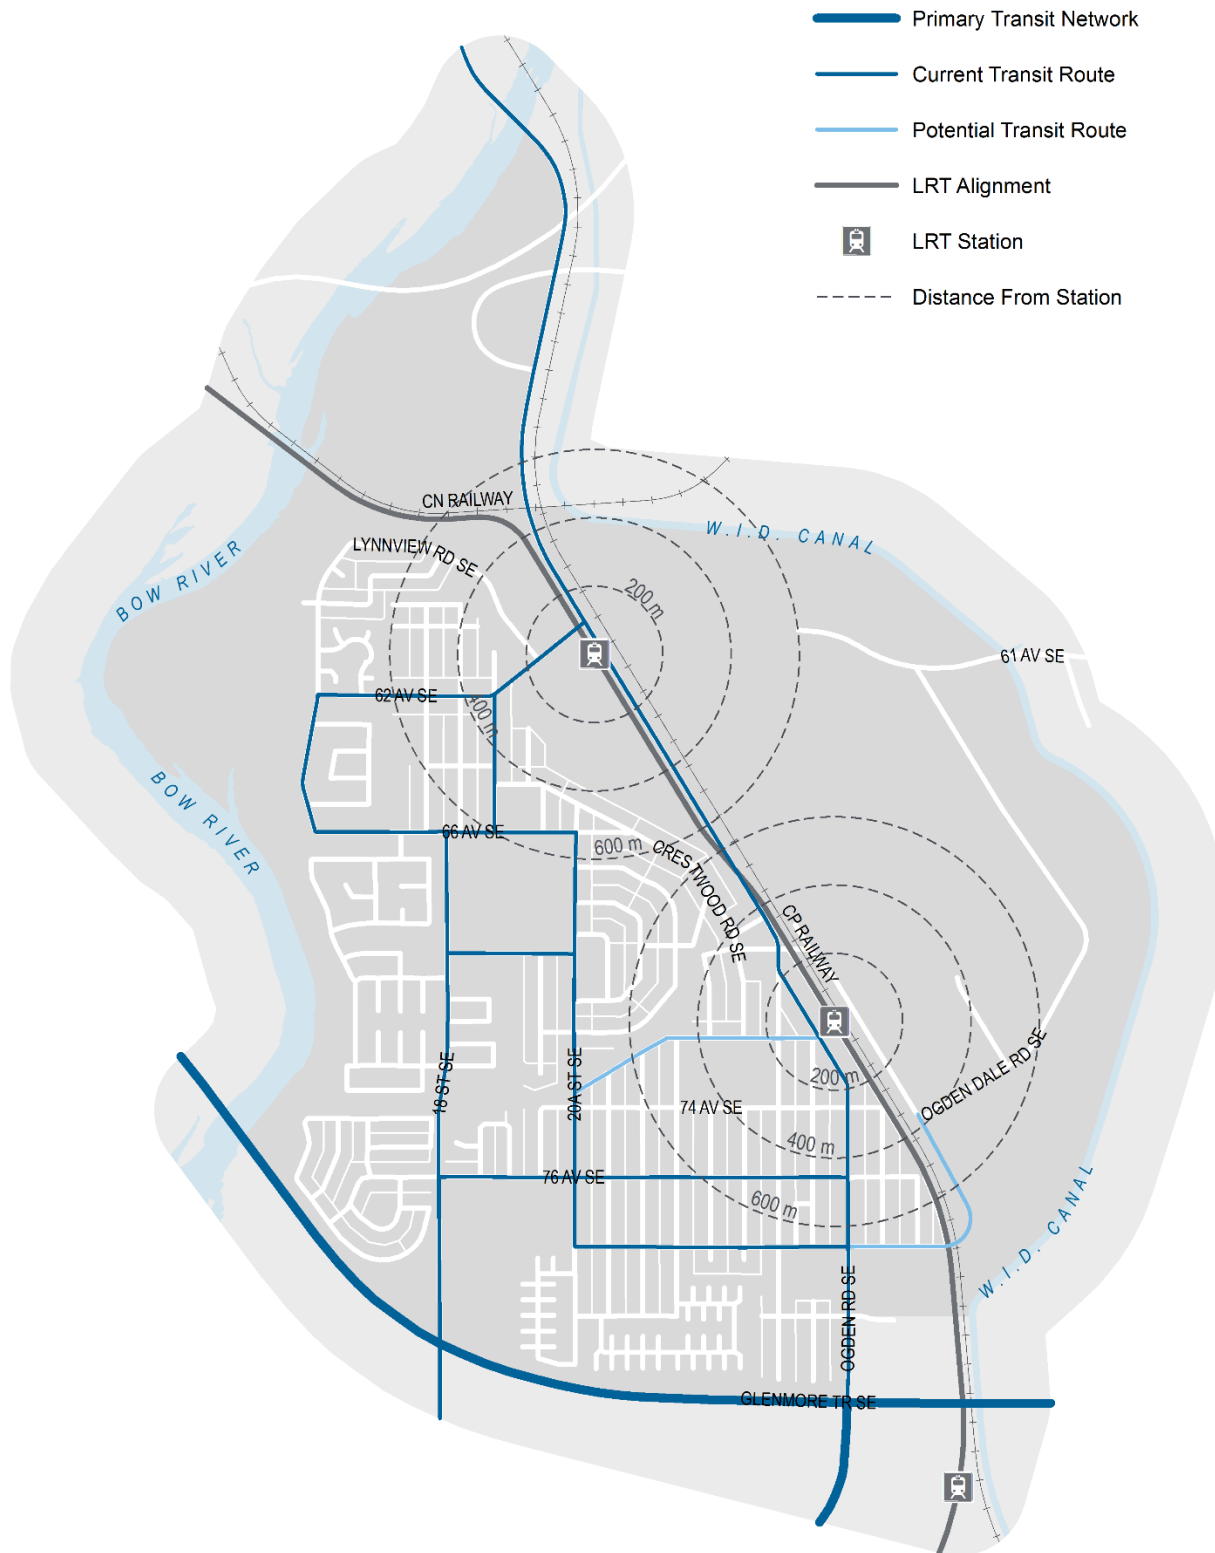 Primary Transit Network
Current Transit Route
Potential Transit Route
LRT Alignment
LRT Station
Distance From Station
CN RAILWAY
W.I.D. CANAL
LYNNVIEW RD SE
BOW RIVER
200 m
61 AV SE
62 AV SE
400 m
BOW RIVER
66 AV SE
600 m
CRESTWOOD RD SE
CP RAILWAY
OGDEN DALE RD SE
18 ST SE
20A ST SE
200 m
74 AV SE
400 m
76 AV SE
600 m
W.I.D. CANAL
OGDEN RD SE
GLENMORE TR SE